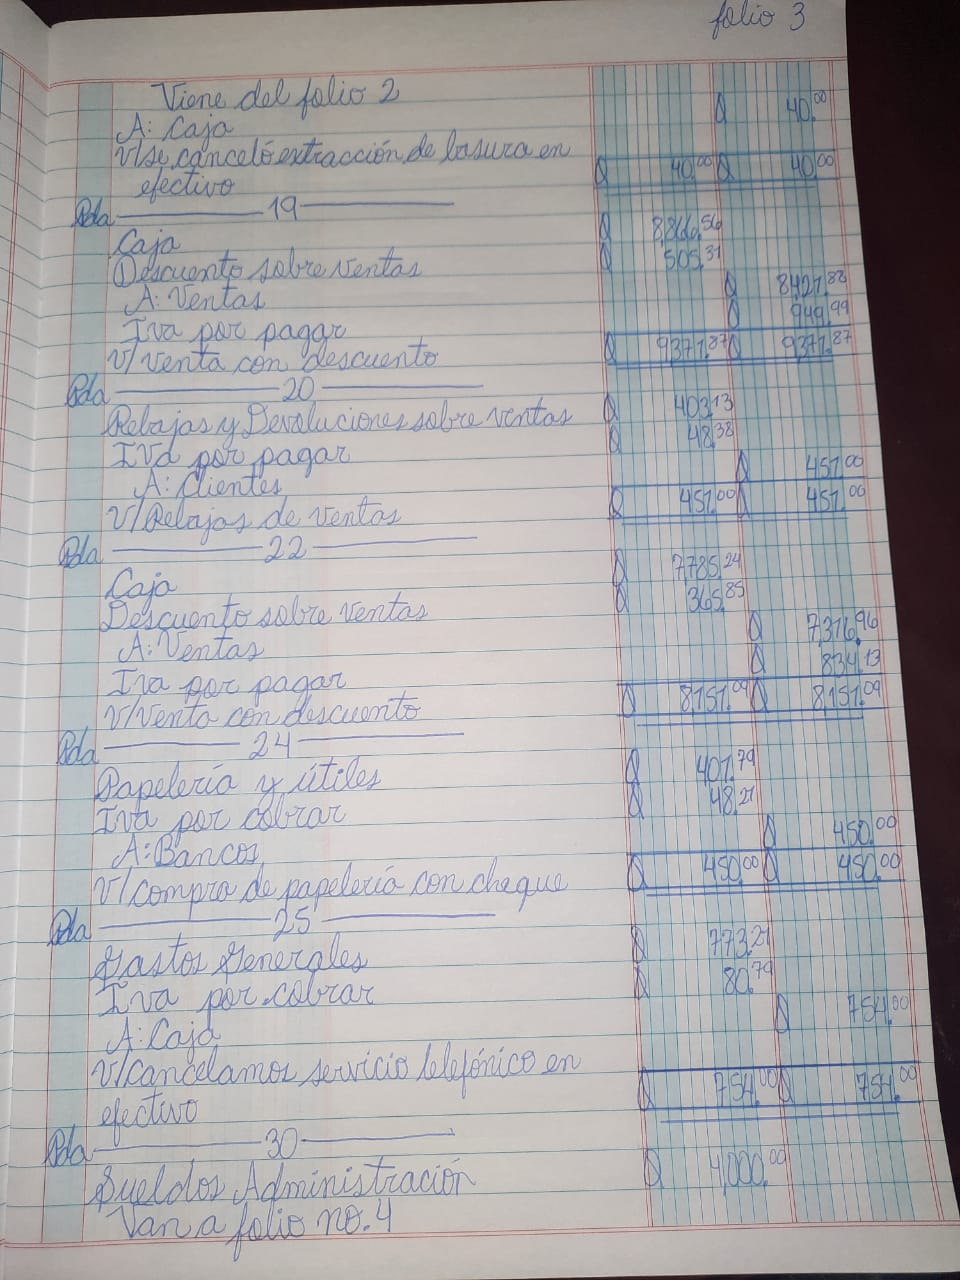 folio 3
Viene del folio 2
A: Caja Q 40.00
V/se canceló extracción de basura en
efectivo Q 40.00 Q 40.00
Pda 19
Caja Q 8,866.56
Descuento sobre ventas Q 505.31
A: Ventas Q 8,421.88
Iva por pagar Q 949.99
V/Venta con descuento Q 9,371.87 Q 9,371.87
Pda 20
Rebajas y Devoluciones sobre ventas Q 403.13
IVa por pagar Q 48.38
A: Clientes Q 451.00
V/Rebajas de Ventas Q 451.00 Q 451.00
Pda 22
Caja Q 7,785.24
Descuento sobre Ventas Q 365.85
A: Ventas Q 7,316.96
Iva por pagar Q 834.13
V/Venta con descuento Q 8,151.09 Q 8,151.09
Pda 24
Papelería y útiles Q 401.79
Iva por cobrar Q 48.21
A: Bancos Q 450.00
V/Compra de papelería con cheque Q 450.00 Q 450.00
Pda 25
Gastos Generales Q 773.21
Iva por cobrar Q 80.79
A: Caja Q 754.00
V/Cancelamos servicio telefónico en
efectivo Q 754.00 Q 754.00
Pda 30
Sueldos Administración Q 4,000.00
Van a folio no. 4